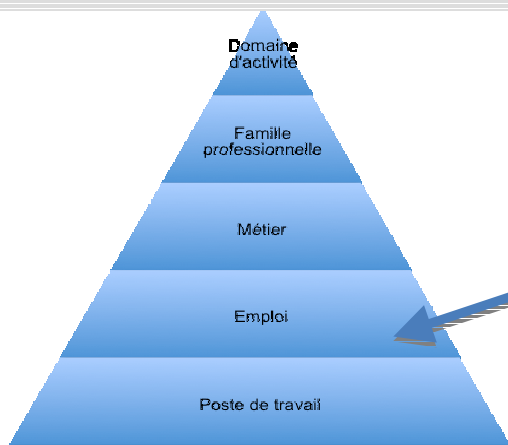 Domaine
d'activité
Famille
professionnelle
Métier
Emploi
Poste de travail